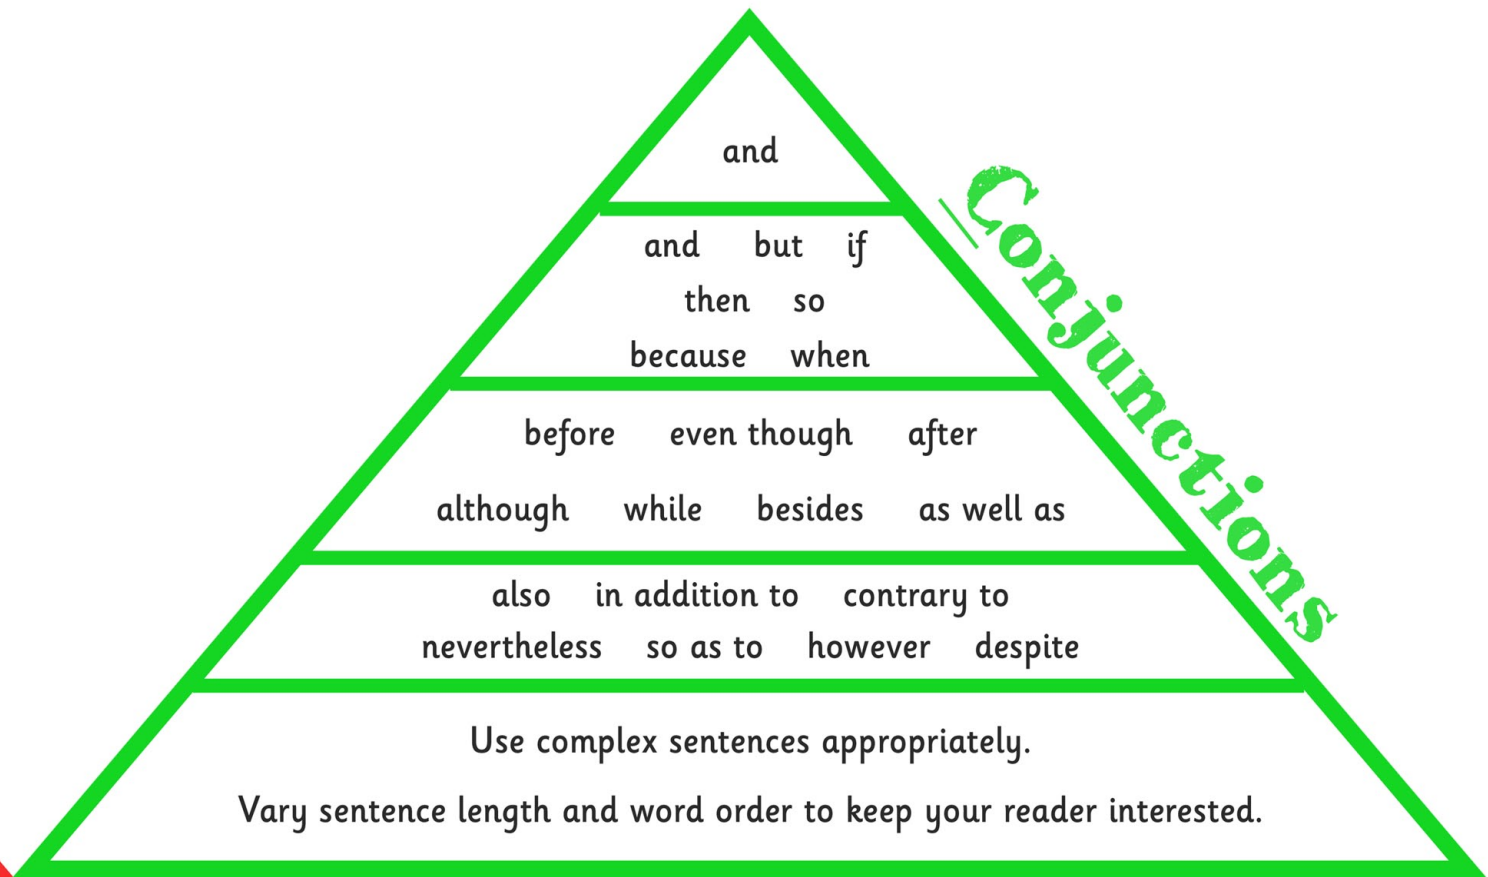 and
Conjunctions
and but if
then so
because when
before even though after
although while besides as well as
also in addition to contrary to
nevertheless so as to however despite
Use complex sentences appropriately.
Vary sentence length and word order to keep your reader interested.